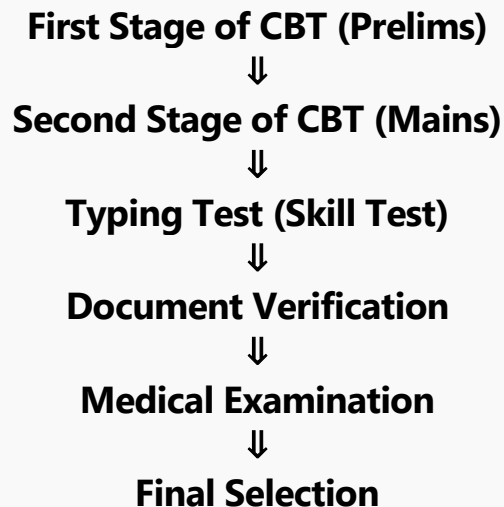 First Stage of CBT (Prelims)
⇓
Second Stage of CBT (Mains)
⇓
Typing Test (Skill Test)
⇓
Document Verification
⇓
Medical Examination
⇓
Final Selection